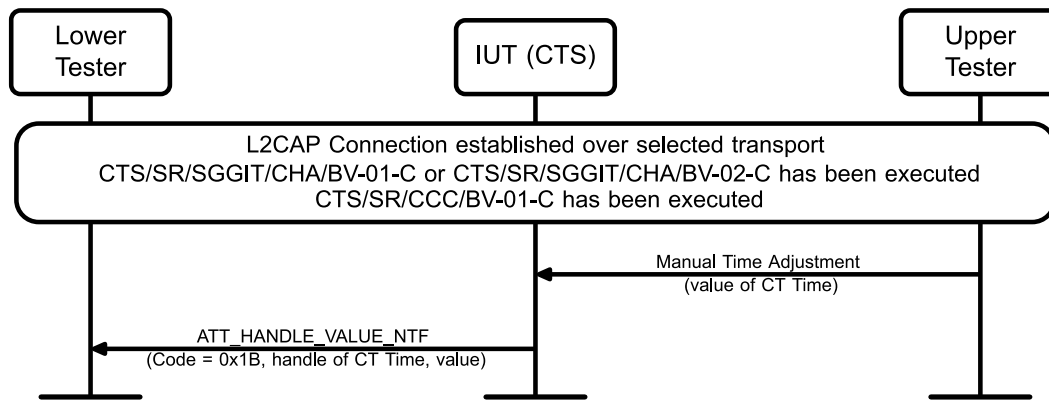 Lower
Tester
IUT (CTS)
Upper
Tester
L2CAP Connection established over selected transport
CTS/SR/SGGIT/CHA/BV-01-C or CTS/SR/SGGIT/CHA/BV-02-C has been executed
CTS/SR/CCC/BV-01-C has been executed
Manual Time Adjustment
(value of CT Time)
ATT_HANDLE_VALUE_NTF
(Code = 0x1B, handle of CT Time, value)